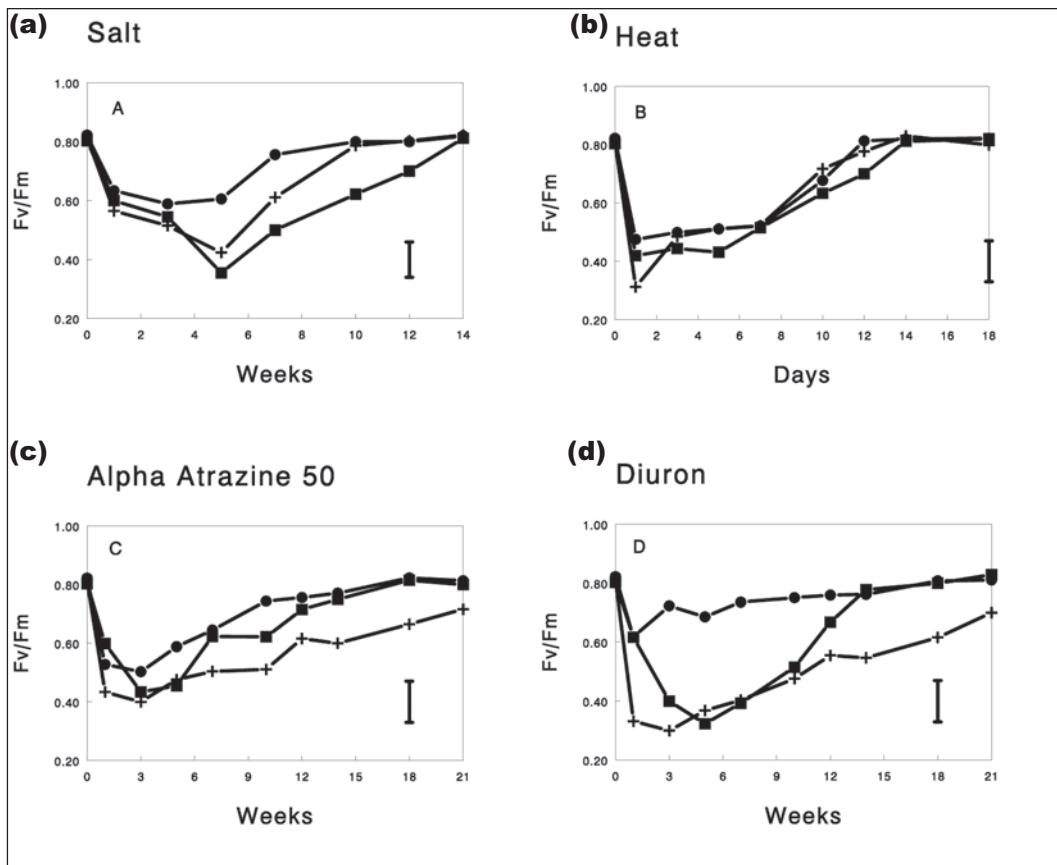 (a) Salt
A
Fv/Fm
1.00
0.80
0.60
0.40
0.20
0 2 4 6 8 10 12 14
Weeks
(b) Heat
B
Fv/Fm
1.00
0.80
0.60
0.40
0.20
0 2 4 6 8 10 12 14 16 18
Days
(c) Alpha Atrazine 50
C
Fv/Fm
1.00
0.80
0.60
0.40
0.20
0 3 6 9 12 15 18 21
Weeks
(d) Diuron
D
Fv/Fm
1.00
0.80
0.60
0.40
0.20
0 3 6 9 12 15 18 21
Weeks